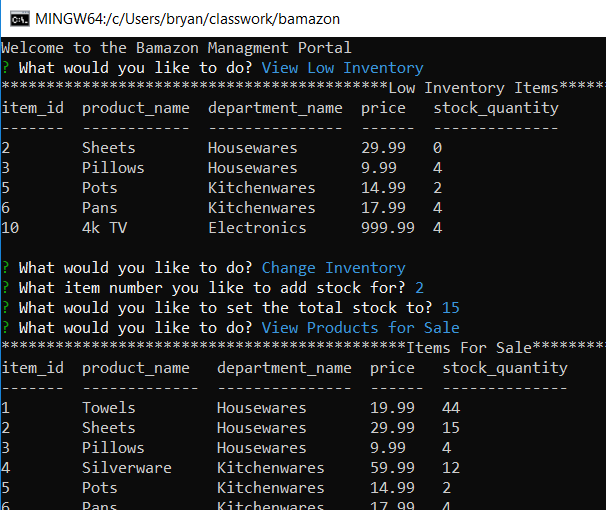 MINGW64:/c/Users/bryan/classwork/bamazon
Welcome to the Bamazon Managment Portal
? What would you like to do? View Low Inventory
*******************************************Low Inventory Items*****
item_id  product_name  department_name  price   stock_quantity
-------  ------------  ---------------  ------  --------------
2        Sheets        Housewares       29.99   0
3        Pillows       Housewares       9.99    4
5        Pots          Kitchenwares     14.99   2
6        Pans          Kitchenwares     17.99   4
10       4k TV         Electronics      999.99  4
? What would you like to do? Change Inventory
? What item number you like to add stock for? 2
? What would you like to set the total stock to? 15
? What would you like to do? View Products for Sale
*********************************************Items For Sale********
item_id  product_name  department_name  price  stock_quantity
-------  -------------  ---------------  ------  --------------
1        Towels         Housewares       19.99   44
2        Sheets         Housewares       29.99   15
3        Pillows        Housewares       9.99    4
4        Silverware     Kitchenwares     59.99   12
5        Pots           Kitchenwares     14.99   2
6        Pans           Kitchenwares     17.99   4